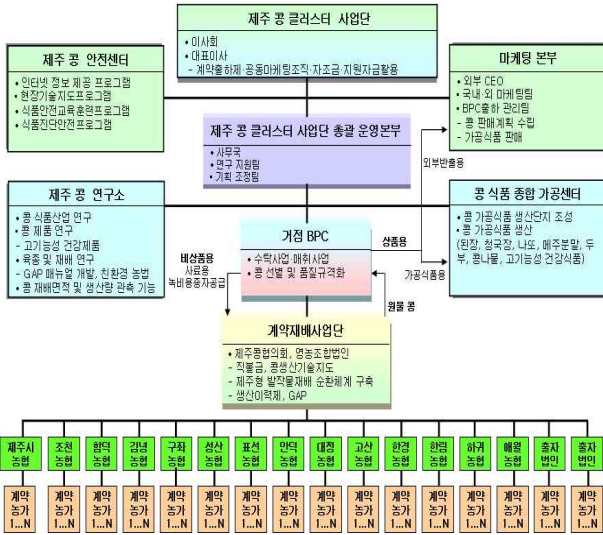 제주 콩 클러스터 사업단
• 이사회
• 대표이사
- 계약출하제·공동마케팅조직·자조금·지원자금활용
제주 콩 안전센터
• 인터넷 정보 제공 프로그램
• 현장기술지도프로그램
• 식품안전교육훈련프로그램
• 식품진단안전프로그램
마케팅 본부
• 외부 CEO
• 국내·외 마케팅팀
• BPC출하 관리팀
- 콩 판매계획 수립
- 가공식품 판매
제주 콩 클러스터 사업단 총괄 운영본부
• 사무국
• 연구 지원팀
• 기획 조정팀
외부반출용
제주 콩 연구소
• 콩 식품산업 연구
• 콩 제품 연구
- 고기능성 건강제품
• 육종 및 재배 연구
- GAP 매뉴얼 개발, 친환경 농법
• 콩 재배면적 및 생산량 관측 기능
거점 BPC
• 수탁사업·매취사업
• 콩 선별 및 품질규격화
상품용
가공식품용
비상품용
사료용
녹비용종자공급
원물 콩
콩 식품 종합 가공센터
• 콩 가공식품 생산단지 조성
• 콩 가공식품 생산
(된장, 청국장, 나또, 메주분말, 두
부, 콩나물, 고기능성 건강식품)
계약재배사업단
• 제주콩협의회, 영농조합법인
- 직불금, 콩생산기술지도
- 제주형 밭작물재배 순환체계 구축
- 생산이력제, GAP
제주시 조천 함덕 김녕 구좌 성산 표선 안덕 대정 고산 한경 한림 하귀 애월 출자 출자
농협 농협 농협 농협 농협 농협 농협 농협 농협 농협 농협 농협 농협 농협 법인 법인
계약 계약 계약 계약 계약 계약 계약 계약 계약 계약 계약 계약 계약 계약 계약 계약
농가 농가 농가 농가 농가 농가 농가 농가 농가 농가 농가 농가 농가 농가 농가 농가
1...N 1...N 1...N 1...N 1...N 1...N 1...N 1...N 1...N 1...N 1...N 1...N 1...N 1...N 1...N 1...N